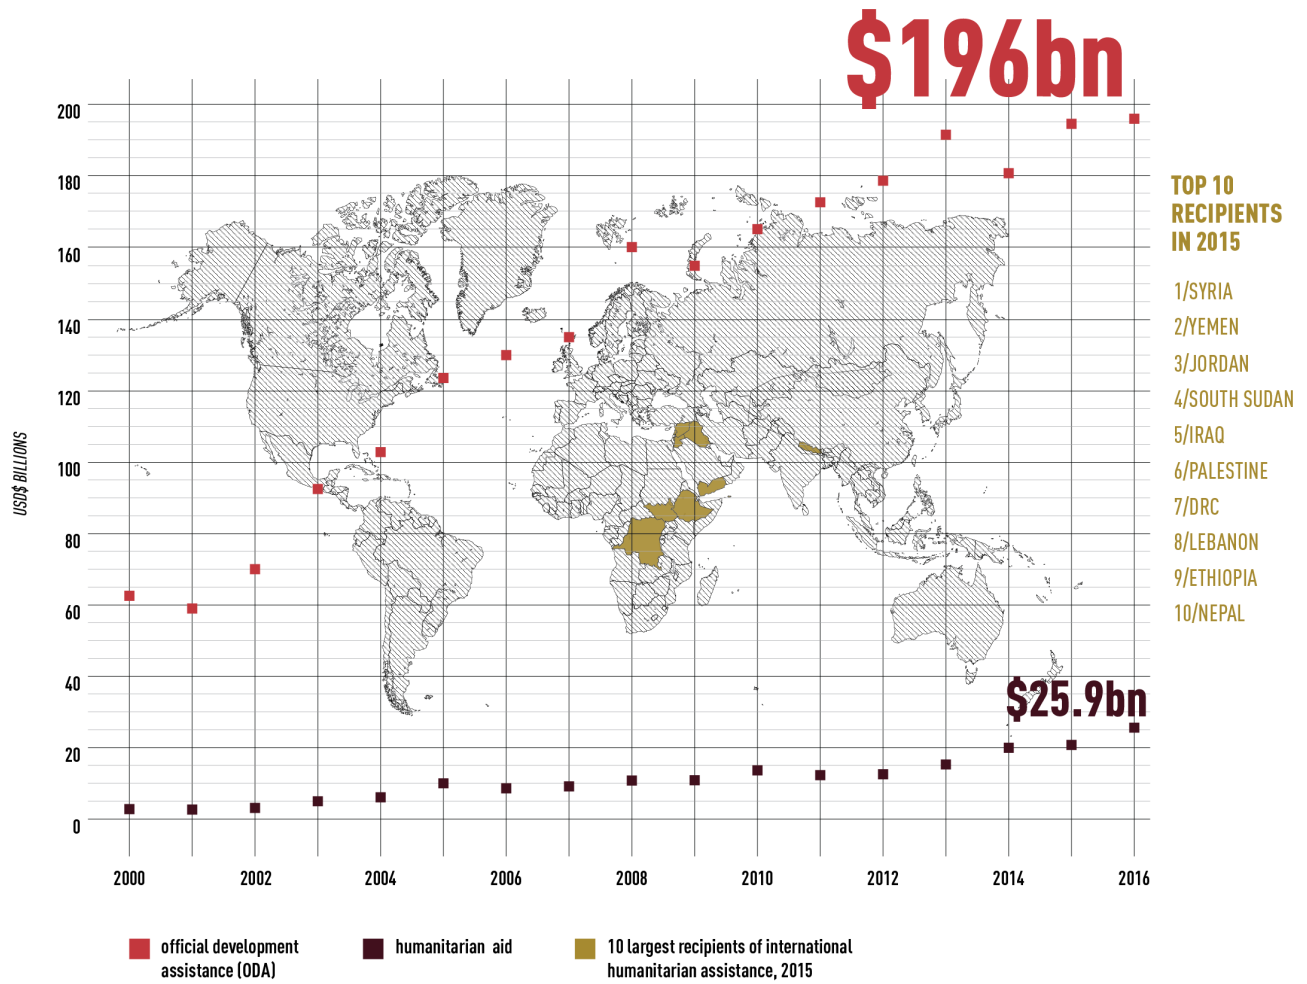 $196bn
200
180
160
140
120
100
80
60
40
20
0
USD$ BILLIONS
$25.9bn
2000 2002 2004 2006 2008 2010 2012 2014 2016
TOP 10
RECIPIENTS
IN 2015
1/SYRIA
2/YEMEN
3/JORDAN
4/SOUTH SUDAN
5/IRAQ
6/PALESTINE
7/DRC
8/LEBANON
9/ETHIOPIA
10/NEPAL
official development
assistance (ODA)
humanitarian aid
10 largest recipients of international
humanitarian assistance, 2015